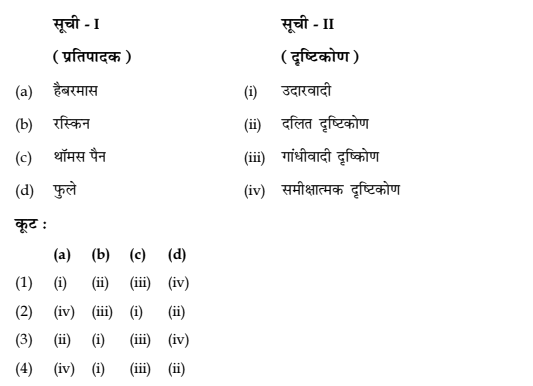 सूची - I सूची - II
( प्रतिपादक ) ( दृष्टिकोण )
(a) हैबरमास (i) उदारवादी
(b) रस्किन (ii) दलित दृष्टिकोण
(c) थॉमस पैन (iii) गांधीवादी दृष्किोण
(d) फुले (iv) समीक्षात्मक दृष्टिकोण
कूट :
(a) (b) (c) (d)
(1) (i) (ii) (iii) (iv)
(2) (iv) (iii) (i) (ii)
(3) (ii) (i) (iii) (iv)
(4) (iv) (i) (iii) (ii)